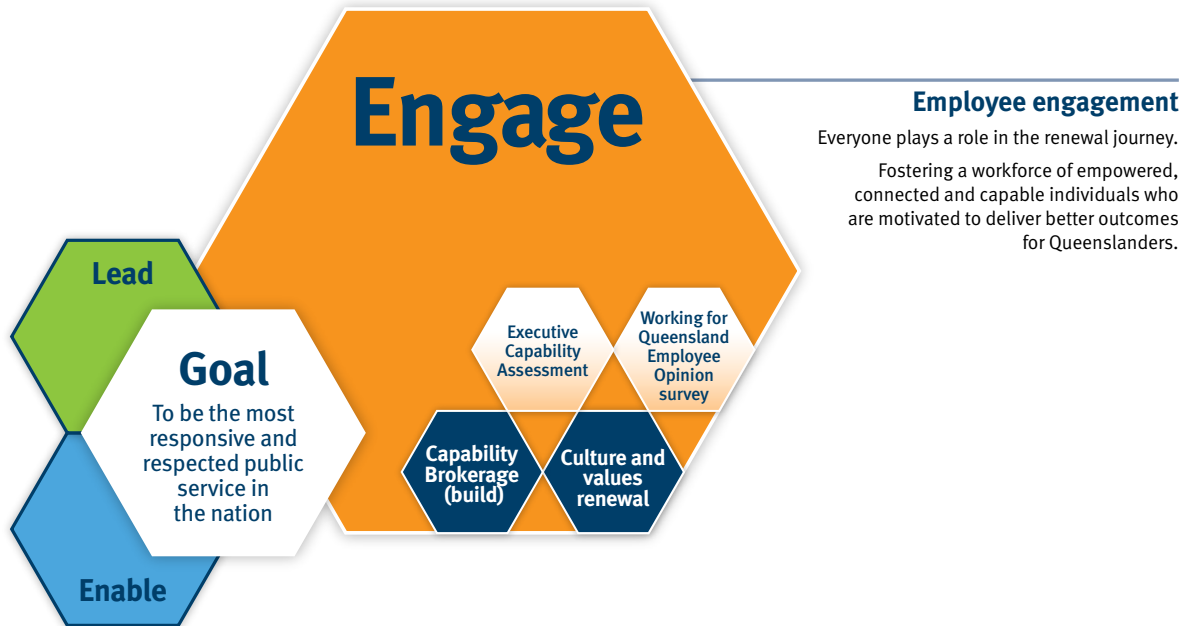 Engage
Employee engagement
Everyone plays a role in the renewal journey.
Fostering a workforce of empowered,
connected and capable individuals who
are motivated to deliver better outcomes
for Queenslanders.
Lead
Goal
To be the most
responsive and
respected public
service in
the nation
Enable
Executive
Capability
Assessment
Working for
Queensland
Employee
Opinion
survey
Capability
Brokerage
(build)
Culture and
values
renewal